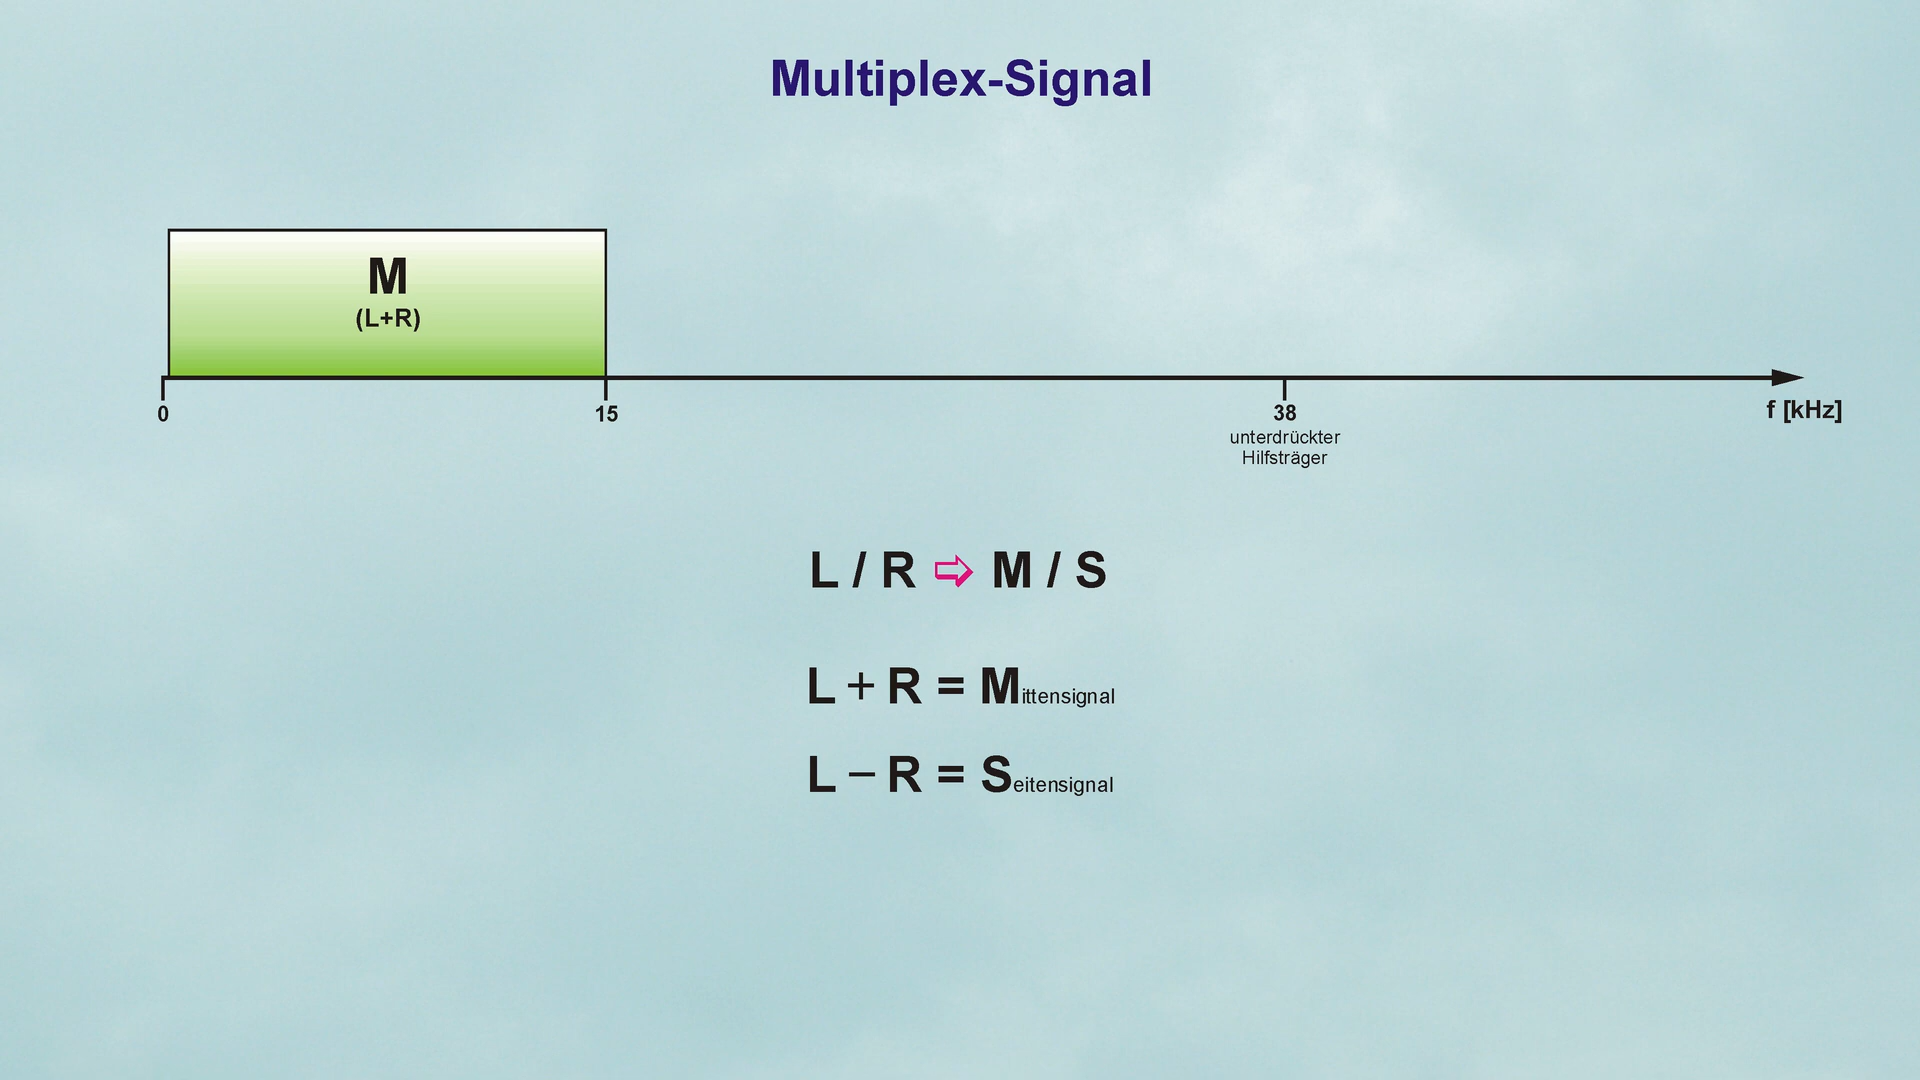 Multiplex-Signal
M
(L+R)
0
15
38
f [kHz]
unterdrückter
Hilfsträger
L / R ⇨ M / S
L + R = Mittensignal
L – R = Seitensignal